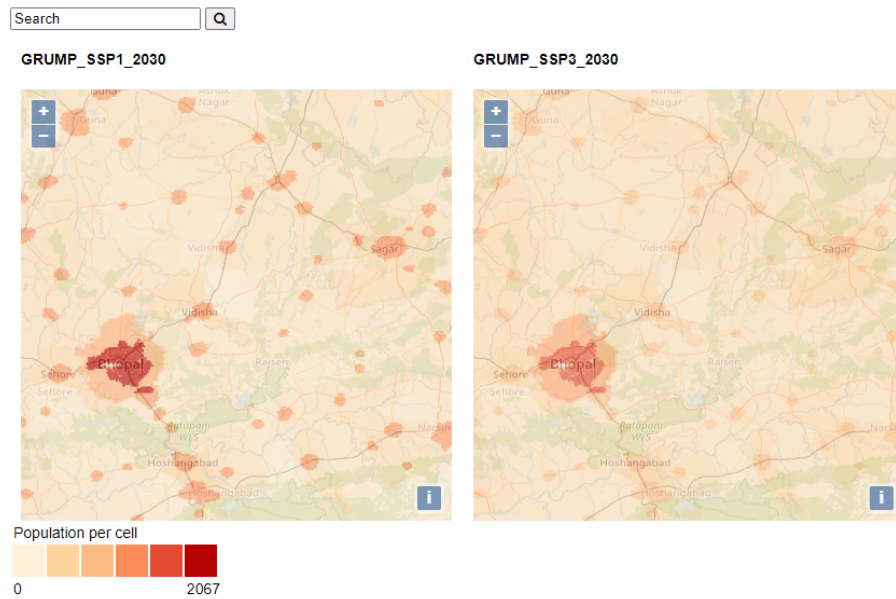 Search
GRUMP_SSP1_2030
GRUMP_SSP3_2030
+
−
Guna
Ashok
Nagar
Guna
Sagar
Vidisha
Vidisha
Bhopal
Sehore
Sehore
Raisen
Ratapani
WLS
Narsin
Hoshangabad
Hoshangabad
i
+
−
Guna
Ashok
Nagar
Guna
Sagar
Vidisha
Vidisha
Bhopal
Sehore
Sehore
Raisen
Ratapani
WLS
Hoshangabad
Hoshangabad
i
Population per cell
0
2067